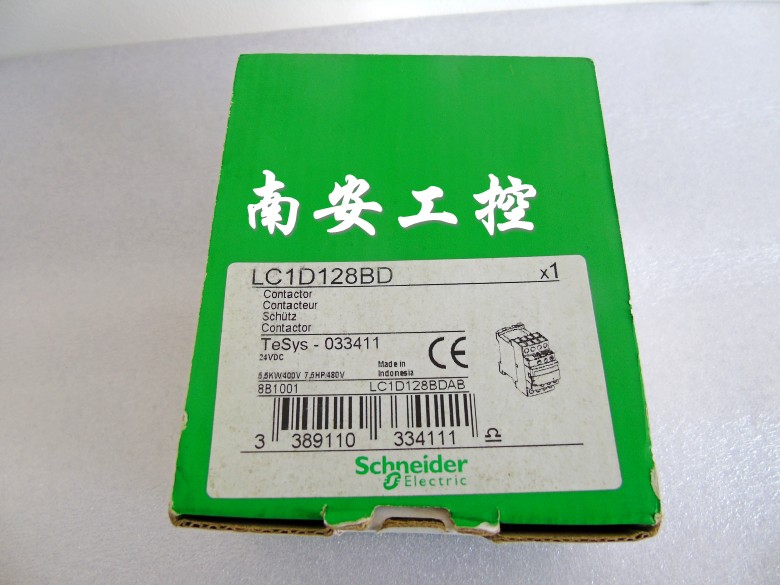 南安工控
LC1D128BD x1
Contactor
Contacteur
Schütz
Contactor
TeSys - 033411
24VDC
5,5KW/400V 7,5HP/480V
Made in
Indonesia
CE
8B1001 LC1D128BDAB
3 389110 334111
Schneider
Electric